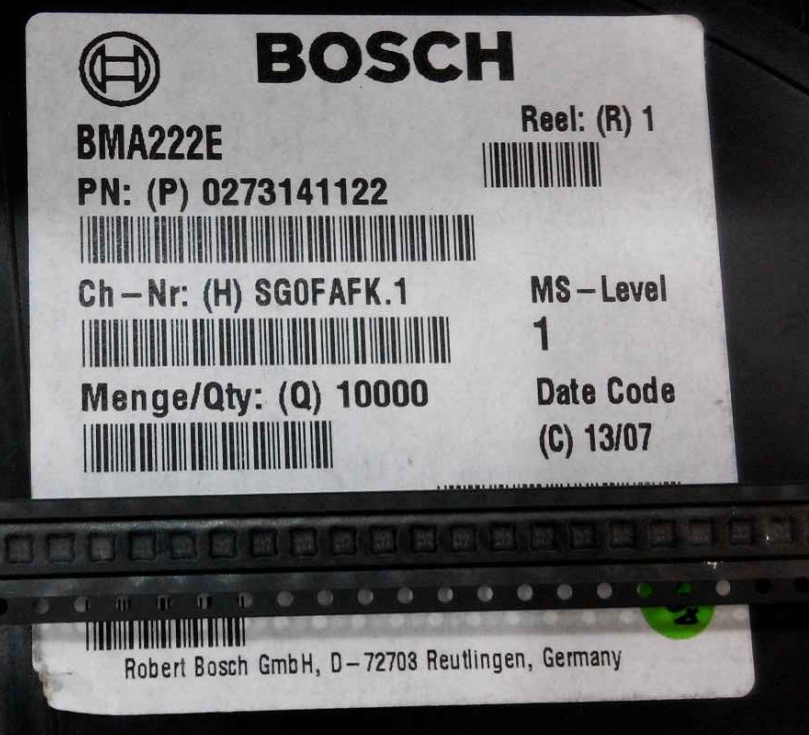 BOSCH
BMA222E
Reel: (R) 1
PN: (P) 0273141122
Ch-Nr: (H) SG0FAFK.1
MS-Level
1
Menge/Qty: (Q) 10000
Date Code
(C) 13/07
Robert Bosch GmbH, D-72703 Reutlingen, Germany